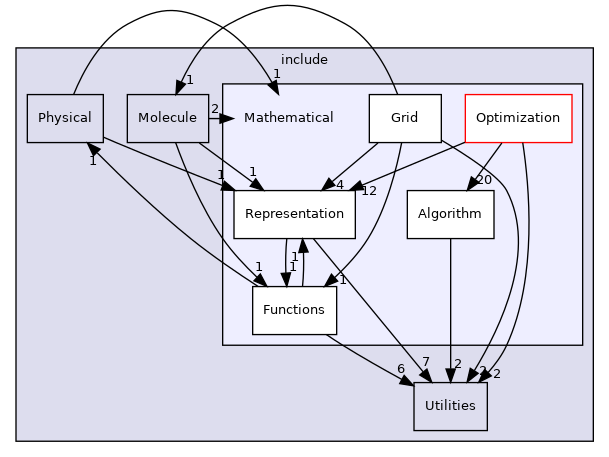 include
1
1
Physical
Molecule
2
Mathematical
Grid
Optimization
1
1
1
4
12
20
Representation
Algorithm
1
1
1
1
Functions
6
7
2
2
2
Utilities